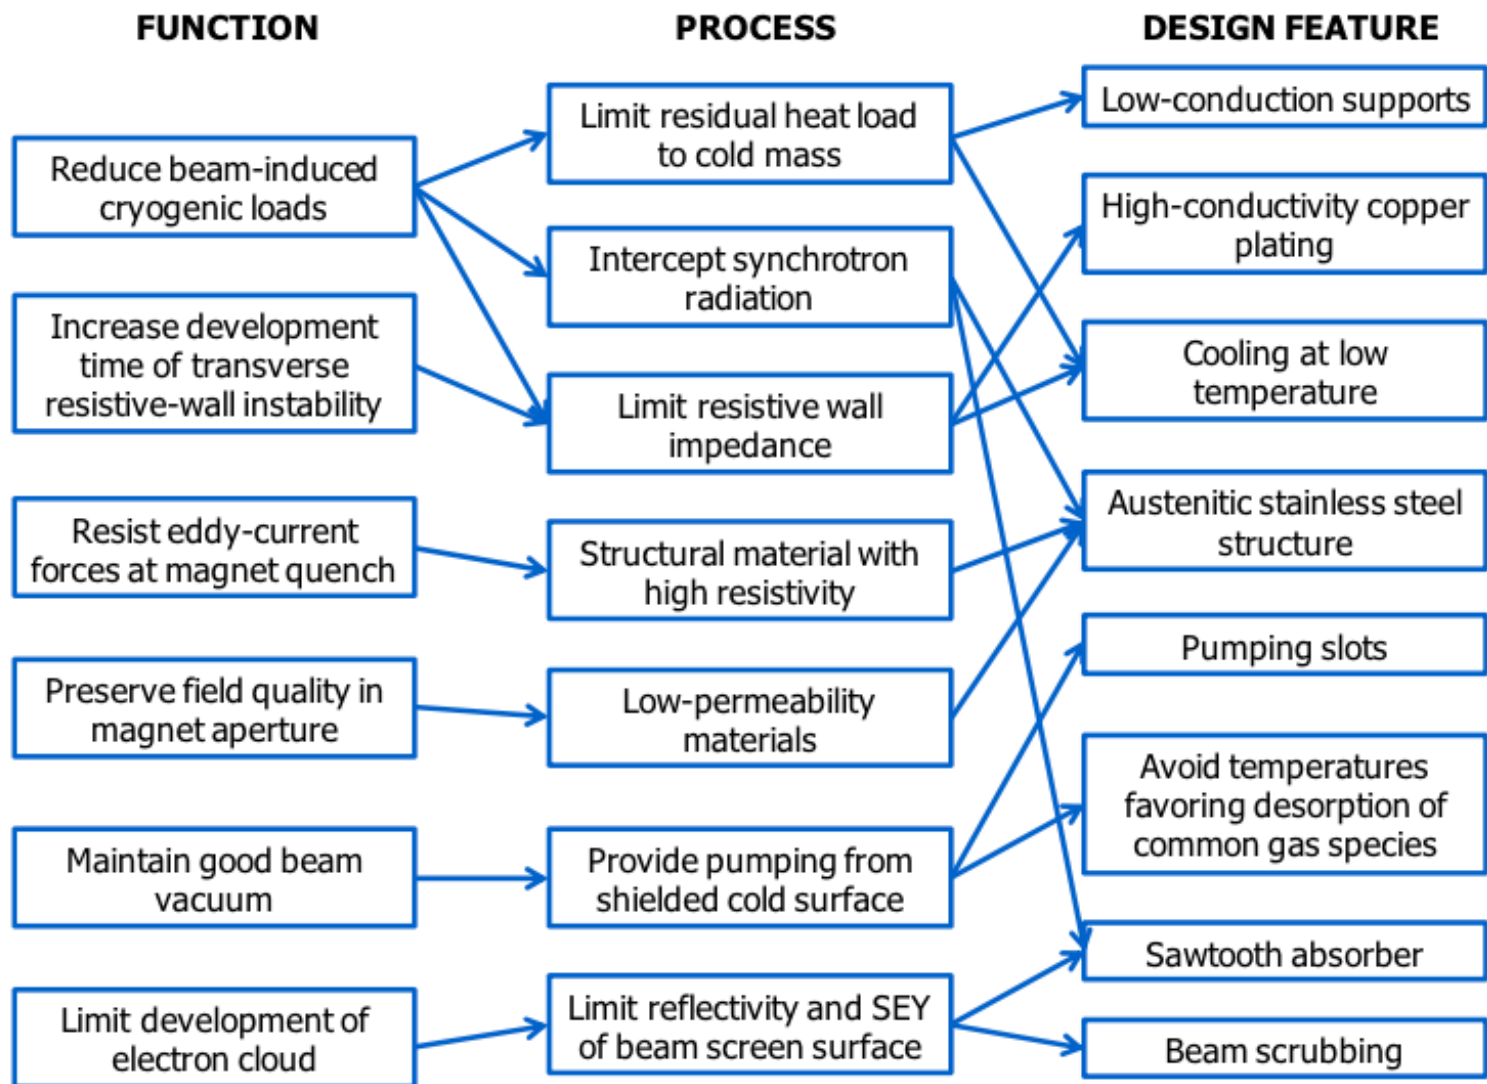 FUNCTION
PROCESS
DESIGN FEATURE
Reduce beam-induced
cryogenic loads
Increase development
time of transverse
resistive-wall instability
Resist eddy-current
forces at magnet quench
Preserve field quality in
magnet aperture
Maintain good beam
vacuum
Limit development of
electron cloud
Limit residual heat load
to cold mass
Intercept synchrotron
radiation
Limit resistive wall
impedance
Structural material with
high resistivity
Low-permeability
materials
Provide pumping from
shielded cold surface
Limit reflectivity and SEY
of beam screen surface
Low-conduction supports
High-conductivity copper
plating
Cooling at low
temperature
Austenitic stainless steel
structure
Pumping slots
Avoid temperatures
favoring desorption of
common gas species
Sawtooth absorber
Beam scrubbing